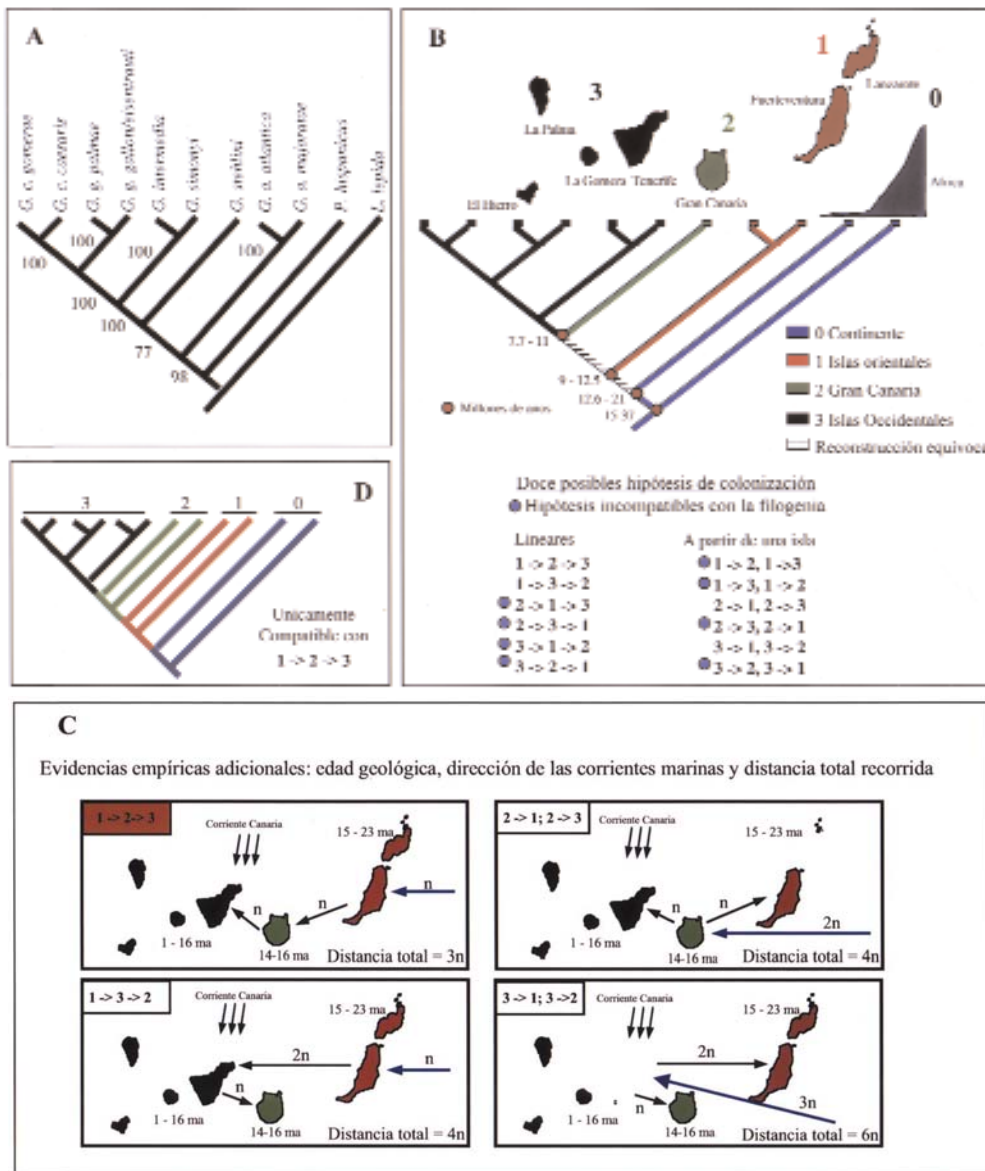 A
G. c. gomerae
G. c. caesaris
G. g. palmae
G. intermedia
G. simonyi
G. stehlini
G. a. atlantica
G. a. majoratae
P. hispanicus
L. lepida
100
100
100
100
100
100
77
98
B
1
Lanzarote
Fuerteventura
0
3
La Palma
2
La Gomera Tenerife
Africa
El Hierro
Gran Canaria
7.7 - 11
9 - 12.5
12.6 - 21
15-37
Millones de anos
0 Continente
1 Islas orientales
2 Gran Canaria
3 Islas Occidentales
Reconstrucción equivoca
Doce posibles hipótesis de colonización
Hipótesis incompatibles con la filogenia
Lineares
1 -> 2 -> 3
1 -> 3 -> 2
2 -> 1 -> 3
2 -> 3 -> 1
3 -> 1 -> 2
3 -> 2 -> 1
A partir de una isla
1 -> 2, 1 ->3
1 -> 3, 1 -> 2
2 -> 1, 2 -> 3
2 -> 3, 2 -> 1
3 -> 1, 3 -> 2
3 -> 2, 3 -> 1
D
3 2 1 0
Unicamente
Compatible con
1 -> 2 -> 3
C
Evidencias empíricas adicionales: edad geológica, dirección de las corrientes marinas y distancia total recorrida
1 -> 2-> 3
Corriente Canaria
15 - 23 ma
n
n
n
1 - 16 ma
14-16 ma
Distancia total = 3n
2 -> 1; 2 -> 3
Corriente Canaria
15 - 23 ma
n
n
2n
1 - 16 ma
14-16 ma
Distancia total = 4n
1 -> 3 -> 2
Corriente Canaria
15 - 23 ma
2n
n
n
1 - 16 ma
14-16 ma
Distancia total = 4n
3 -> 1; 3 ->2
Corriente Canaria
15 - 23 ma
2n
3n
n
1 - 16 ma
14-16 ma
Distancia total = 6n